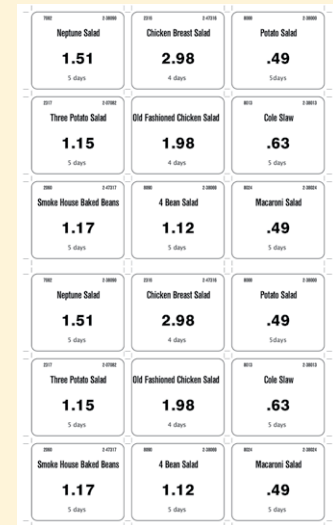 Neptune Salad
1.51
5 days
Chicken Breast Salad
2.98
4 days
Potato Salad
.49
5days
Three Potato Salad
1.15
5 days
Old Fashioned Chicken Salad
1.98
4 days
Cole Slaw
.63
5 days
Smoke House Baked Beans
1.17
5 days
4 Bean Salad
1.12
5 days
Macaroni Salad
.49
5 days
Neptune Salad
1.51
5 days
Chicken Breast Salad
2.98
4 days
Potato Salad
.49
5days
Three Potato Salad
1.15
5 days
Old Fashioned Chicken Salad
1.98
4 days
Cole Slaw
.63
5 days
Smoke House Baked Beans
1.17
5 days
4 Bean Salad
1.12
5 days
Macaroni Salad
.49
5 days